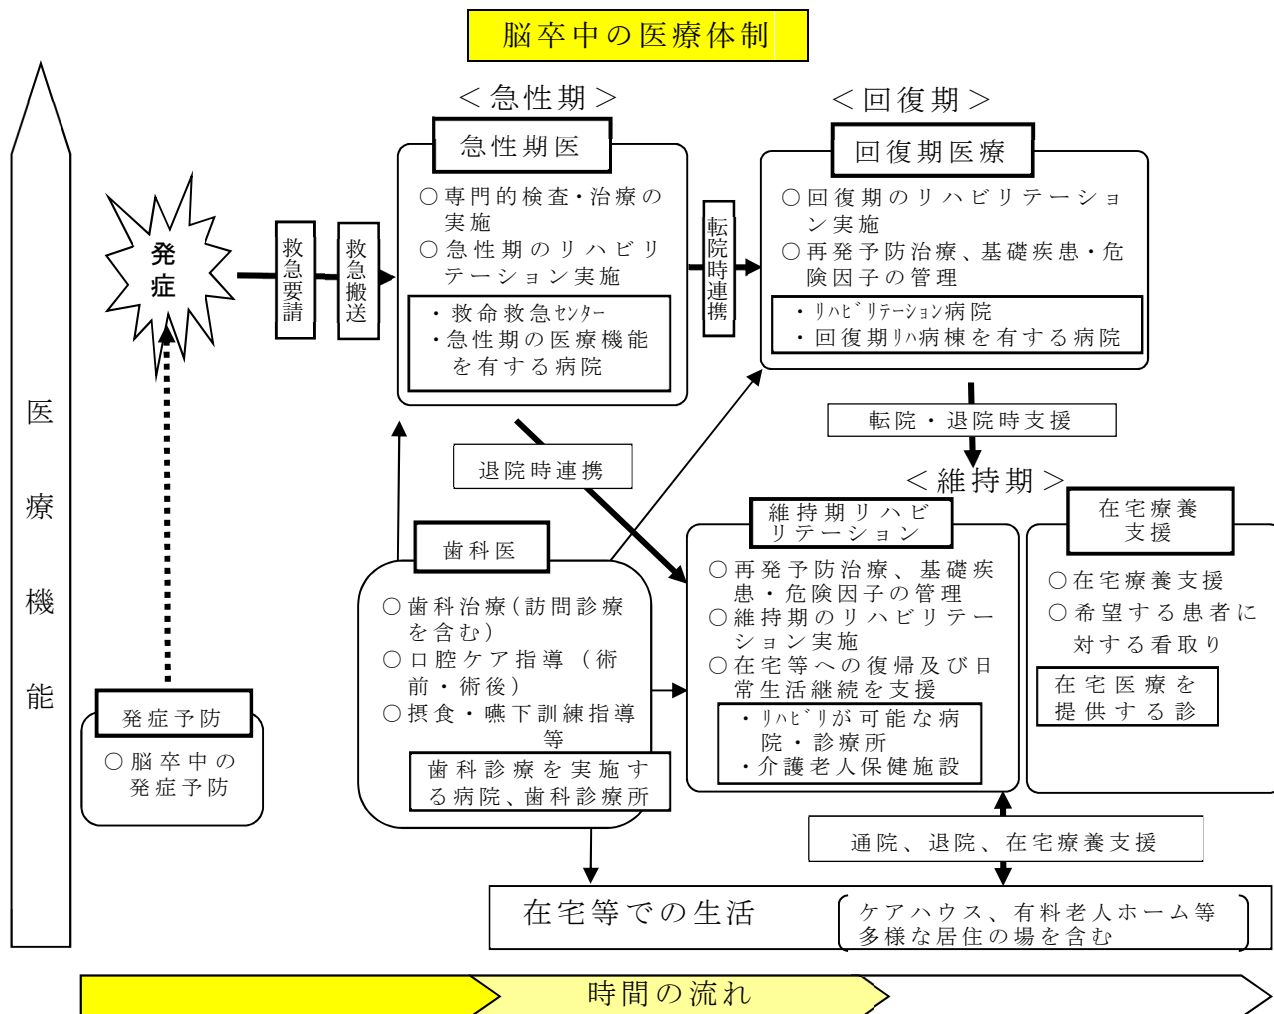 脳卒中の医療体制
医療機能
＜急性期＞
急性期医
○専門的検査・治療の
実施
○急性期のリハビリ
テーション実施
・救命救急ｾﾝﾀｰ
・急性期の医療機能
を有する病院
＜回復期＞
回復期医療
○回復期のリハビリテーショ
ン実施
○再発予防治療、基礎疾患・危
険因子の管理
・ﾘﾊﾋﾞﾘﾃｰｼｮﾝ病院
・回復期ﾘﾊ病棟を有する病院
発症
救急要請
救急搬送
転院時連携
転院・退院時支援
退院時連携
＜維持期＞
歯科医
○歯科治療(訪問診療
を含む)
○口腔ケア指導（術
前・術後）
○摂食・嚥下訓練指導
等
歯科診療を実施す
る病院、歯科診療所
維持期リハビ
リテーション
○再発予防治療、基礎疾
患・危険因子の管理
○維持期のリハビリテー
ション実施
○在宅等への復帰及び日
常生活継続を支援
・ﾘﾊﾋﾞﾘが可能な病
院・診療所
・介護老人保健施設
在宅療養
支援
○在宅療養支援
○希望する患者に
対する看取り
在宅医療を
提供する診
発症予防
○脳卒中の
発症予防
通院、退院、在宅療養支援
在宅等での生活
ケアハウス、有料老人ホーム等
多様な居住の場を含む
時間の流れ